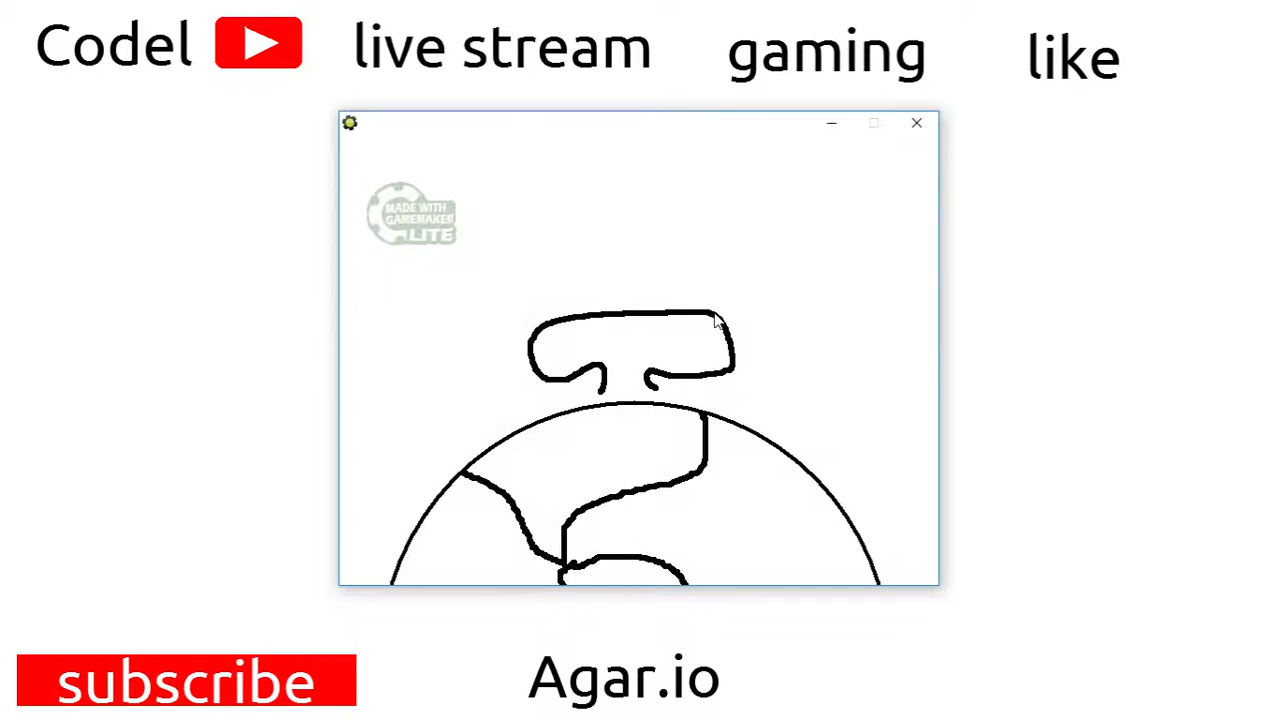 Codel live stream gaming like
MADE WITH
GAMEMAKER
LITE
subscribe Agar.io